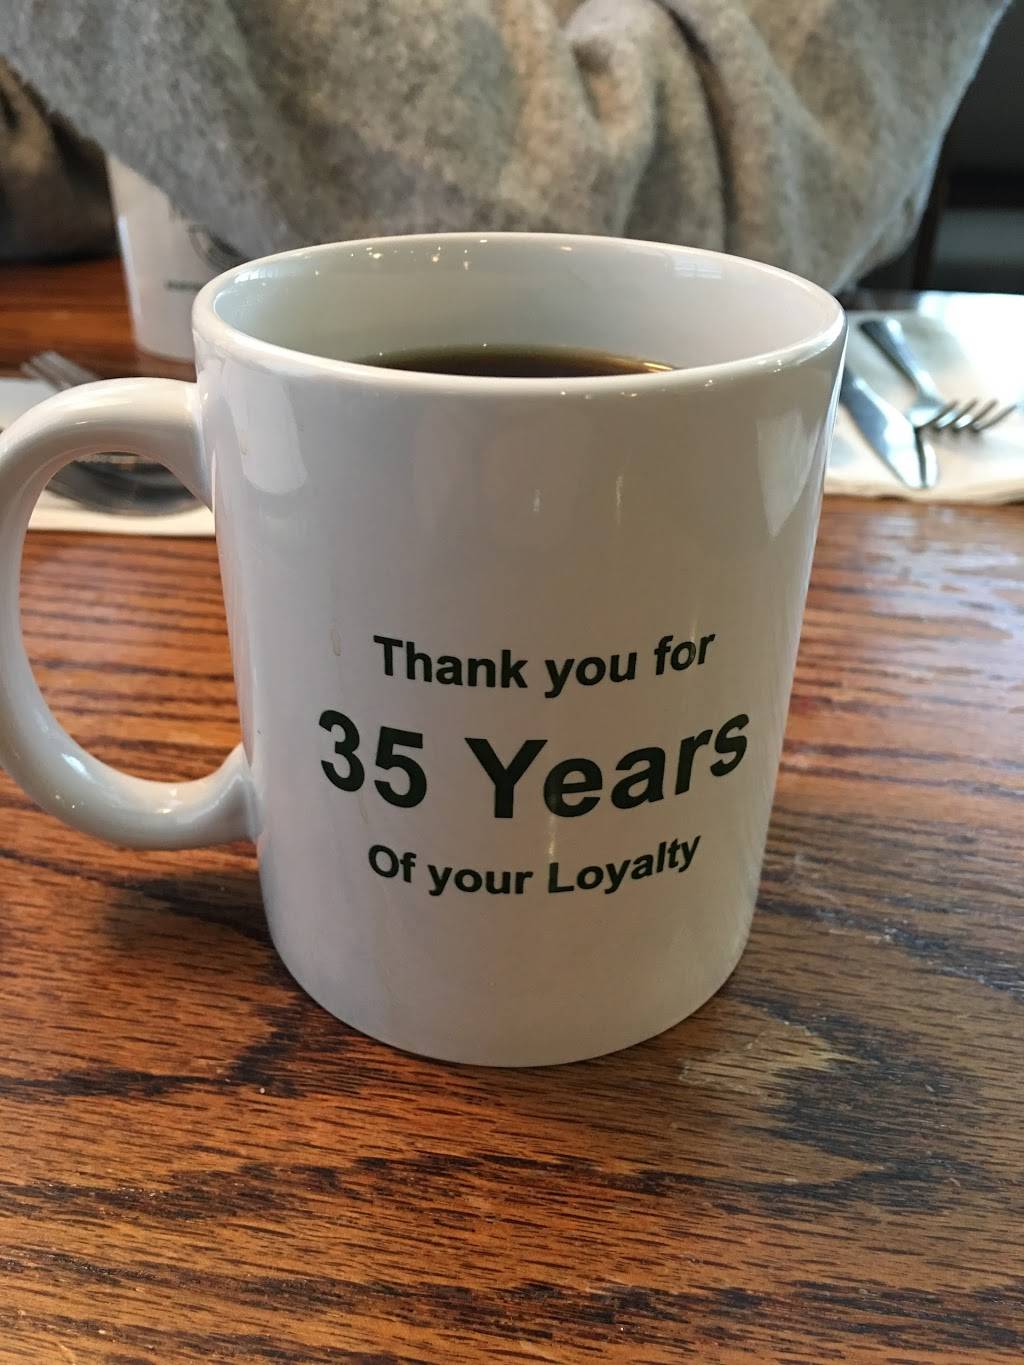 Thank you for
35 Years
Of your Loyalty